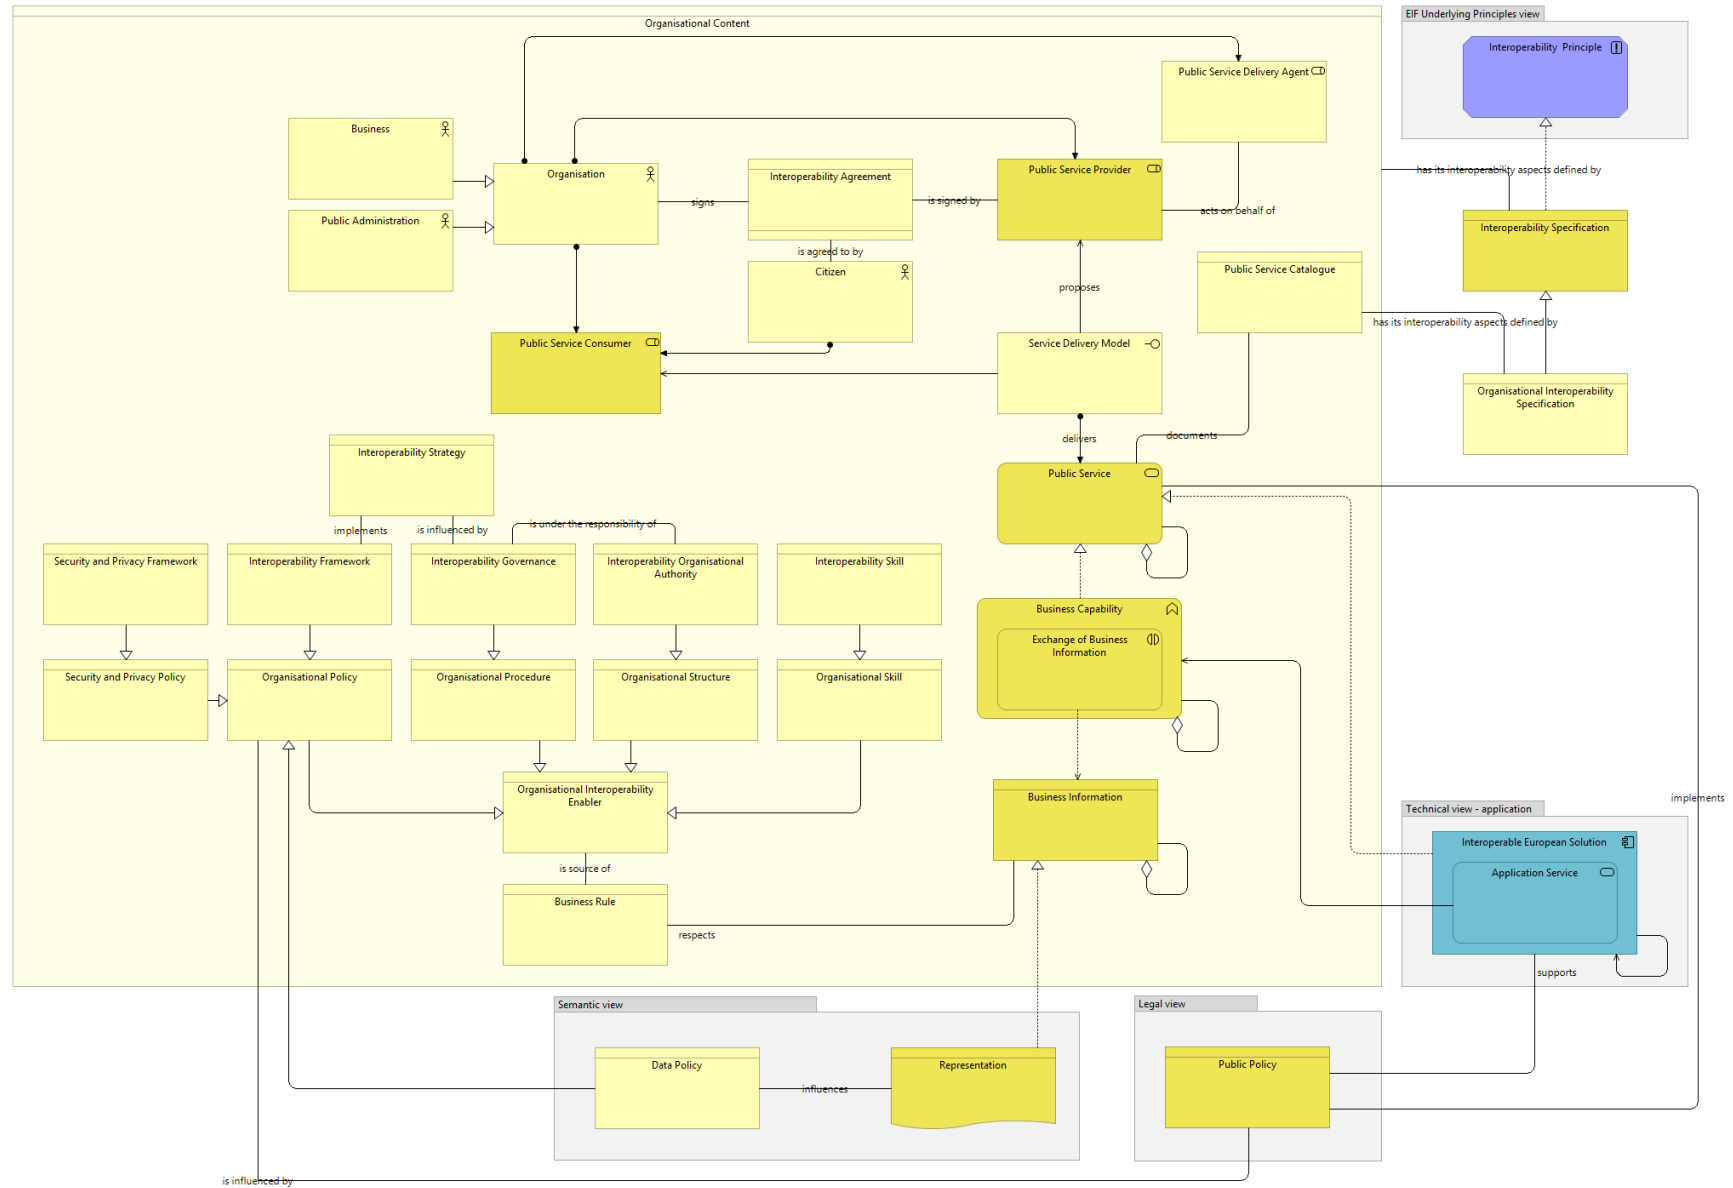 Organisational Content
EIF Underlying Principles view
Interoperability  Principle
Public Service Delivery Agent
Business
Organisation
Interoperability Agreement
Public Service Provider
has its interoperability aspects defined by
signs
is signed by
acts on behalf of
Public Administration
Interoperability Specification
is agreed to by
Citizen
Public Service Catalogue
proposes
has its interoperability aspects defined by
Public Service Consumer
Service Delivery Model
Organisational Interoperability
Specification
delivers
documents
Interoperability Strategy
Public Service
implements
is influenced by
is under the responsibility of
Security and Privacy Framework
Interoperability Framework
Interoperability Governance
Interoperability Organisational
Authority
Interoperability Skill
Business Capability
Exchange of Business
Information
Security and Privacy Policy
Organisational Policy
Organisational Procedure
Organisational Structure
Organisational Skill
Organisational Interoperability
Enabler
Business Information
implements
Technical view - application
Interoperable European Solution
Application Service
is source of
Business Rule
respects
supports
Semantic view
Legal view
Data Policy
influences
Representation
Public Policy
is influenced by